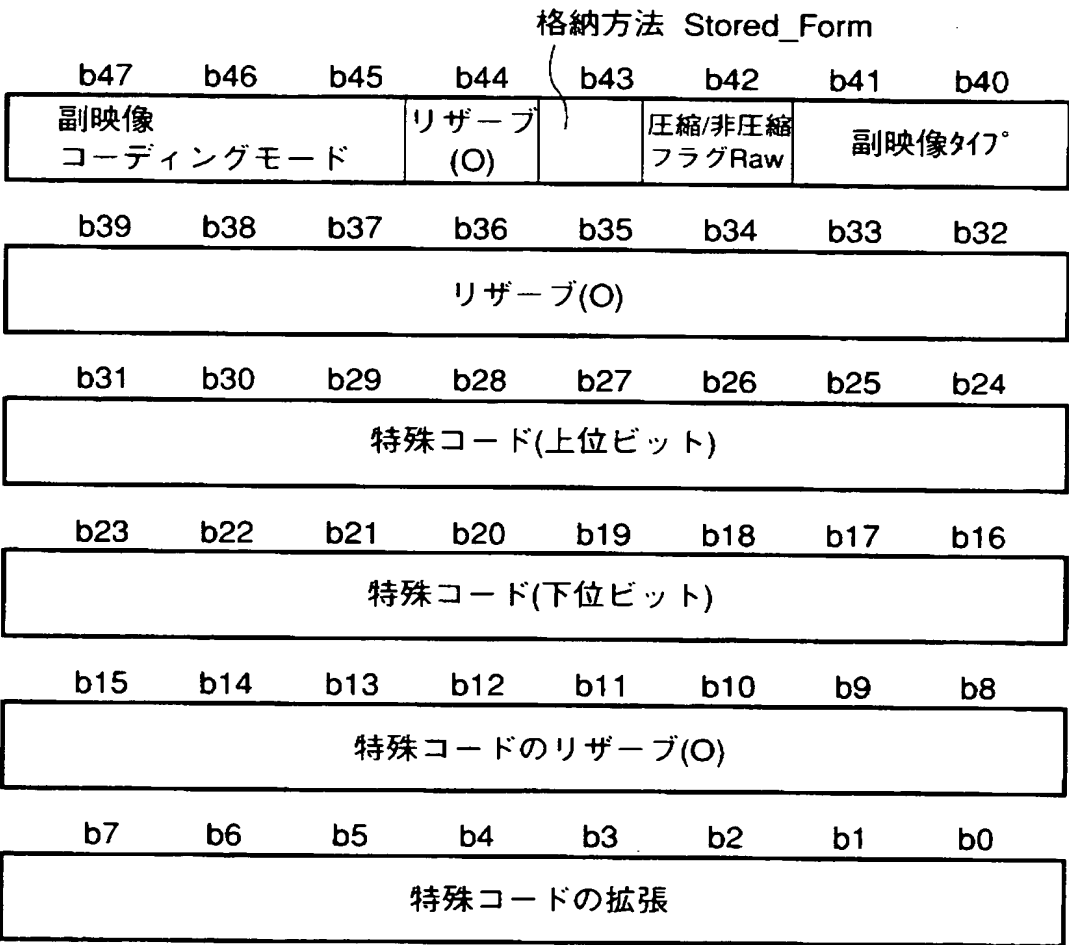 格納方法 Stored_Form
b47 b46 b45 b44 b43 b42 b41 b40
副映像
コーディングモード
リザーブ
(O)
圧縮/非圧縮
フラグRaw
副映像タイプ
b39 b38 b37 b36 b35 b34 b33 b32
リザーブ(O)
b31 b30 b29 b28 b27 b26 b25 b24
特殊コード(上位ビット)
b23 b22 b21 b20 b19 b18 b17 b16
特殊コード(下位ビット)
b15 b14 b13 b12 b11 b10 b9 b8
特殊コードのリザーブ(O)
b7 b6 b5 b4 b3 b2 b1 b0
特殊コードの拡張